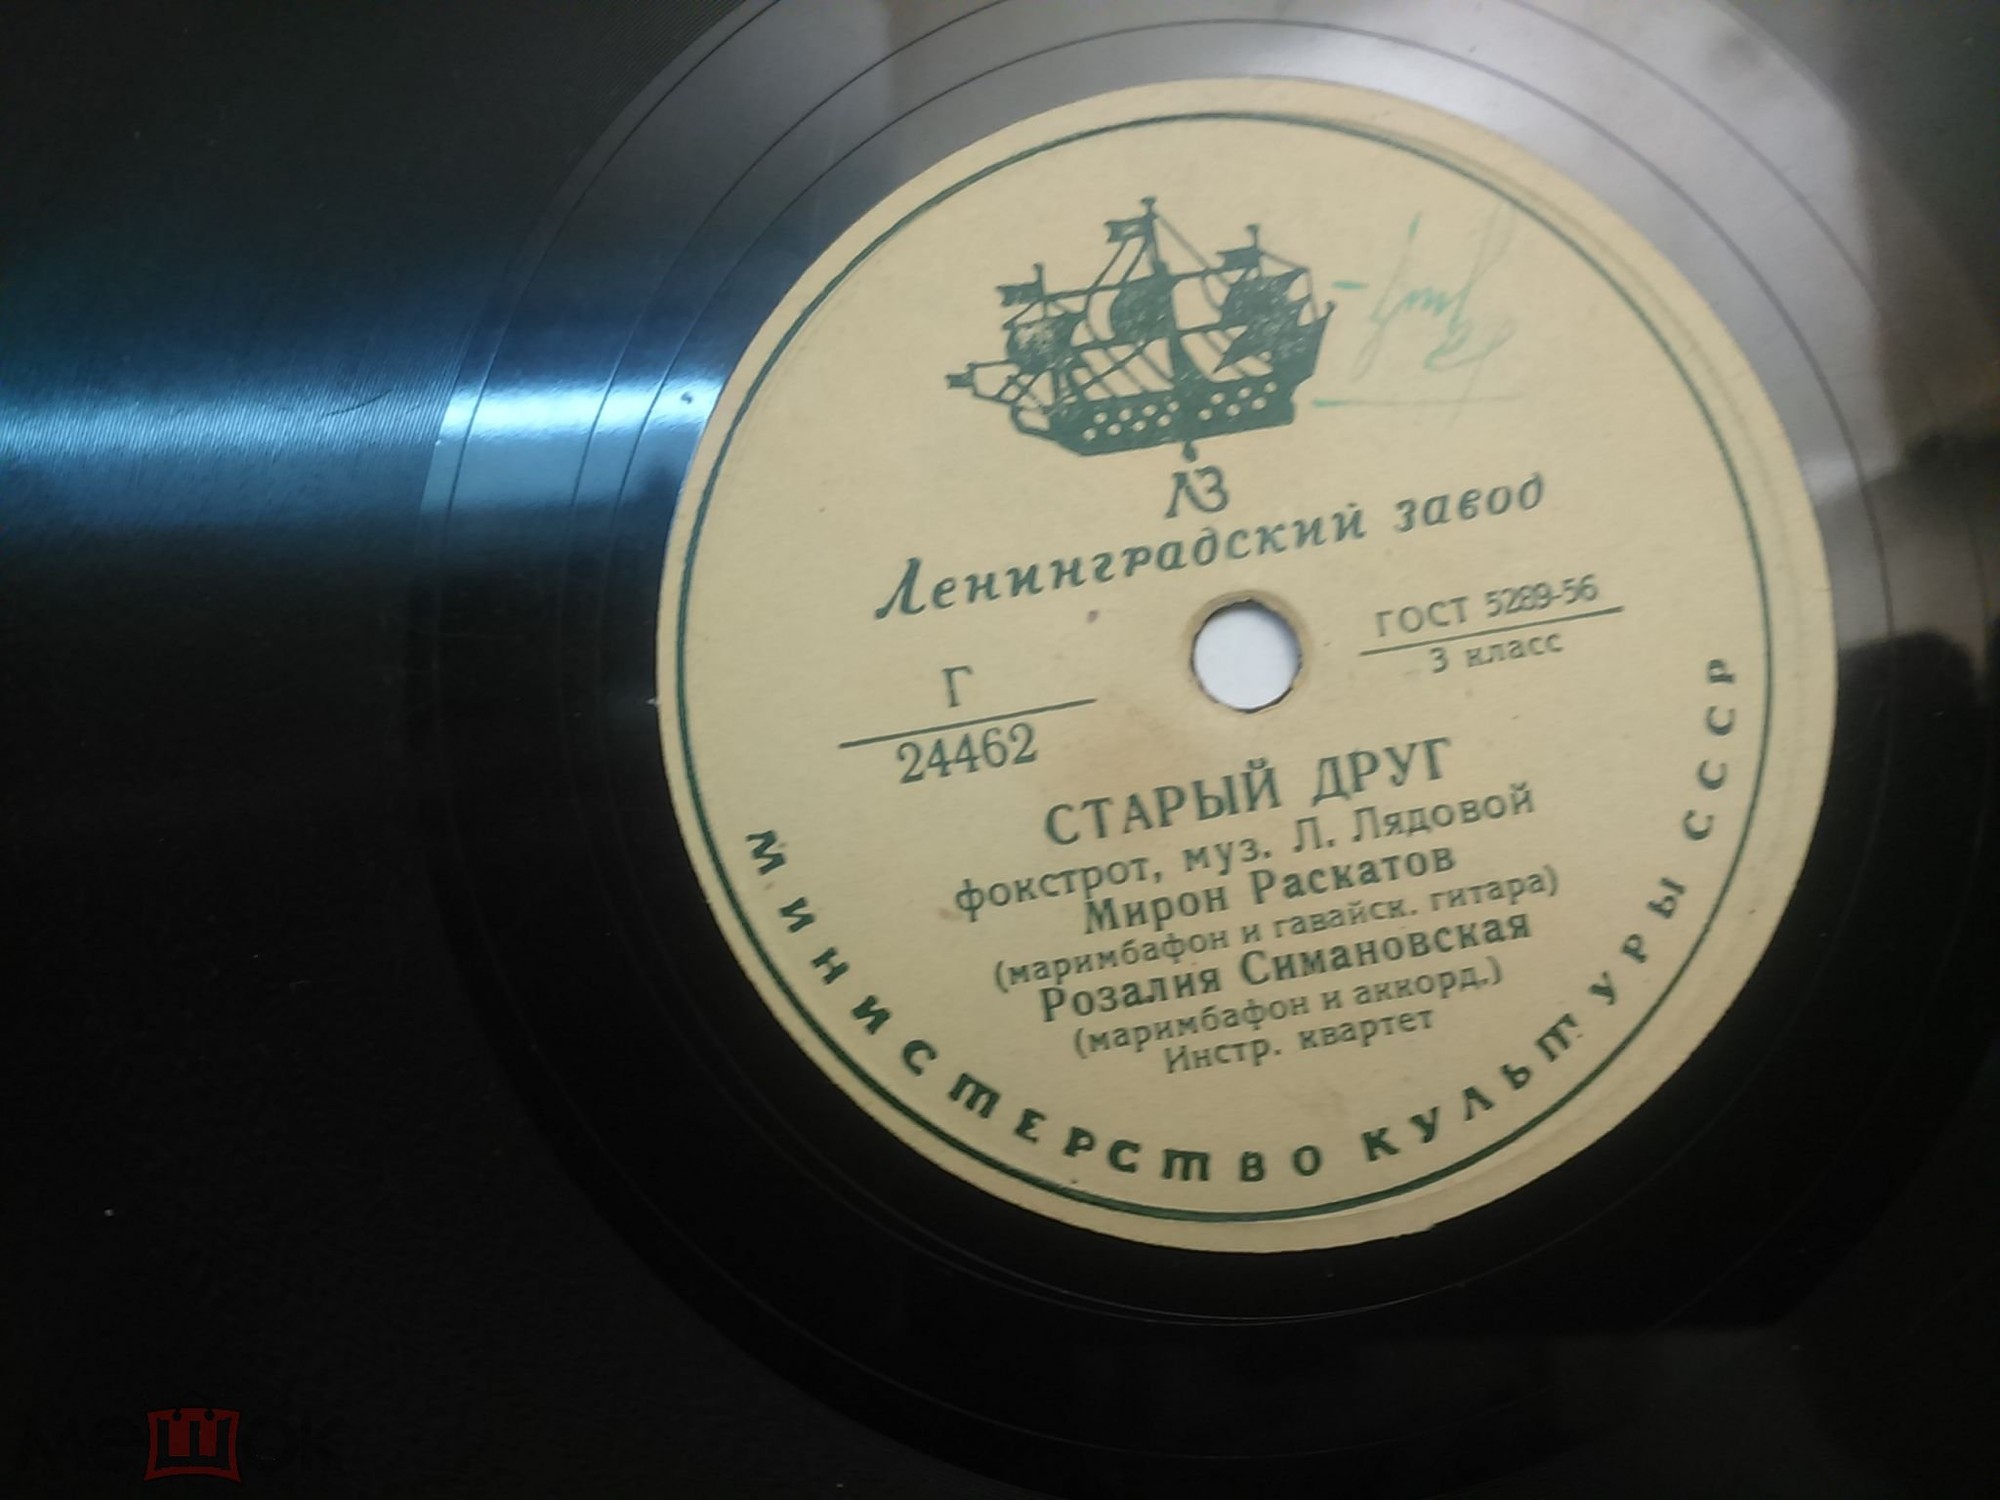 ЛЗ
Ленинградский завод
Г
24462
ГОСТ 5289-56
3 класс
СТАРЫЙ ДРУГ
фокстрот, муз. Л. Лядовой
Мирон Раскатов
(маримбафон и гавайск. гитара)
Розалия Симановская
(маримбафон и аккорд.)
Инстр. квартет
МИНИСТЕРСТВО КУЛЬТУРЫ СССР
мешок